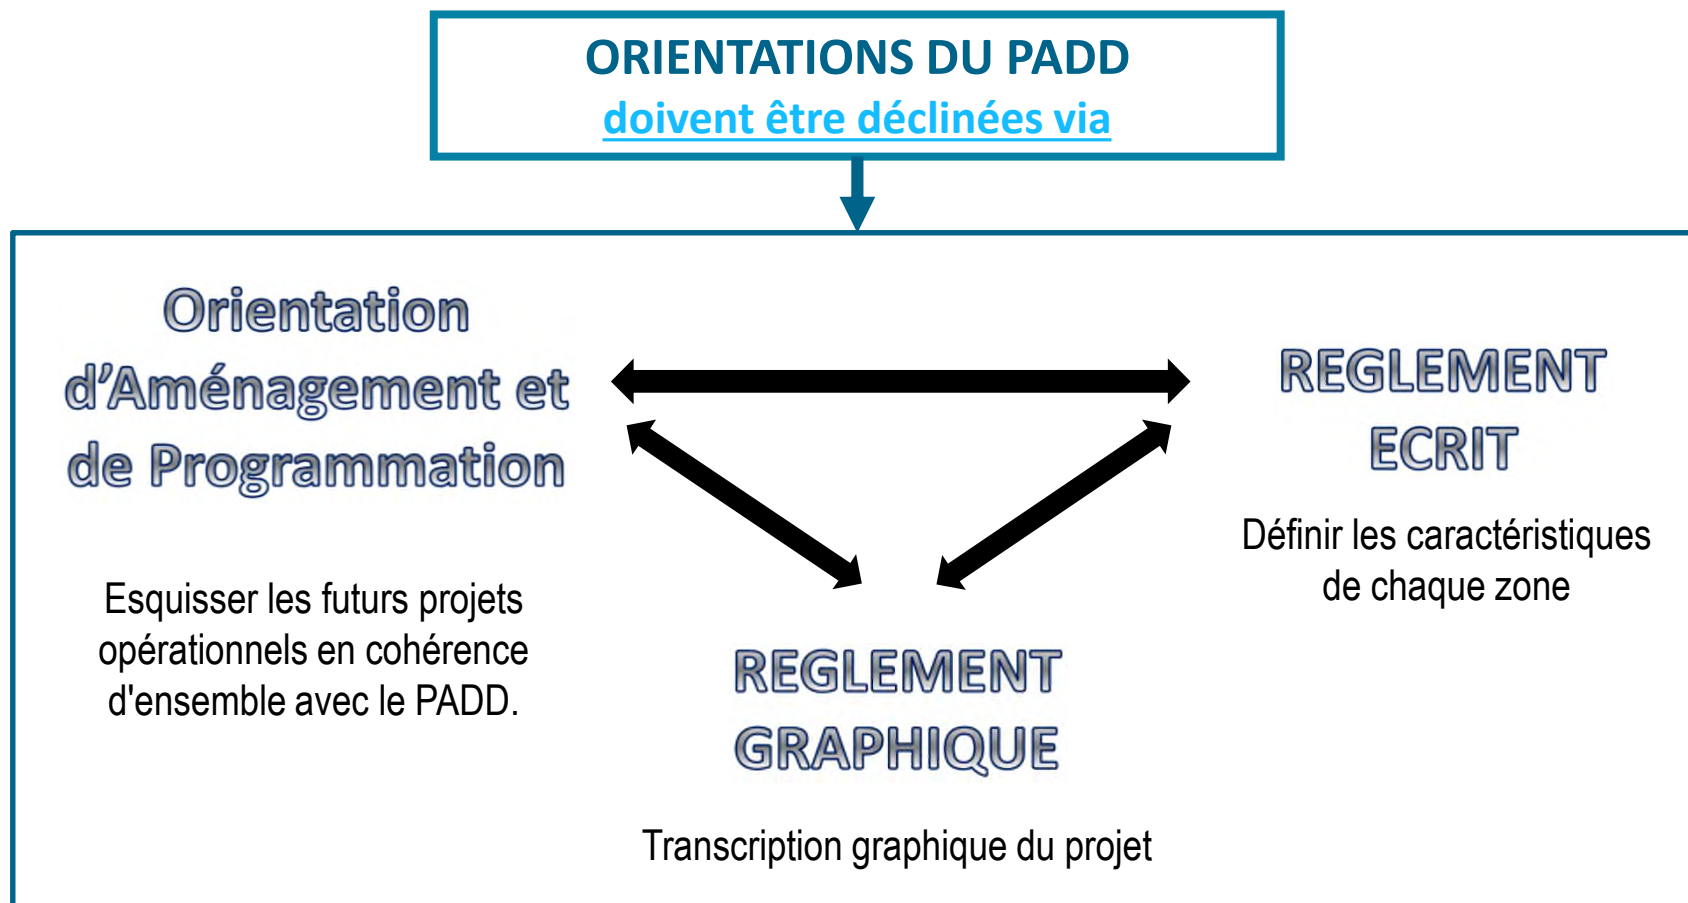 ORIENTATIONS DU PADD
doivent être déclinées via
Orientation
d'Aménagement et
de Programmation
Esquisser les futurs projets
opérationnels en cohérence
d'ensemble avec le PADD.
REGLEMENT
ECRIT
Définir les caractéristiques
de chaque zone
REGLEMENT
GRAPHIQUE
Transcription graphique du projet